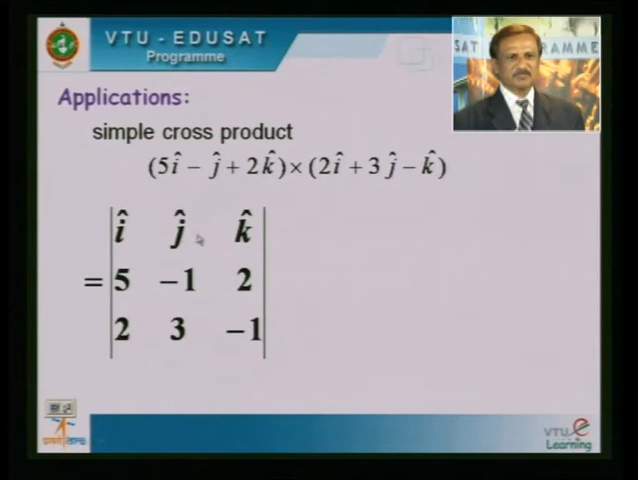 VTU - EDUSAT
Programme
SAT
RAMME
Applications:
simple cross product
(5î − ĵ + 2k̂) × (2î + 3ĵ − k̂)
î ĵ k̂
= 5 −1 2
2 3 −1
VTU e
Learning